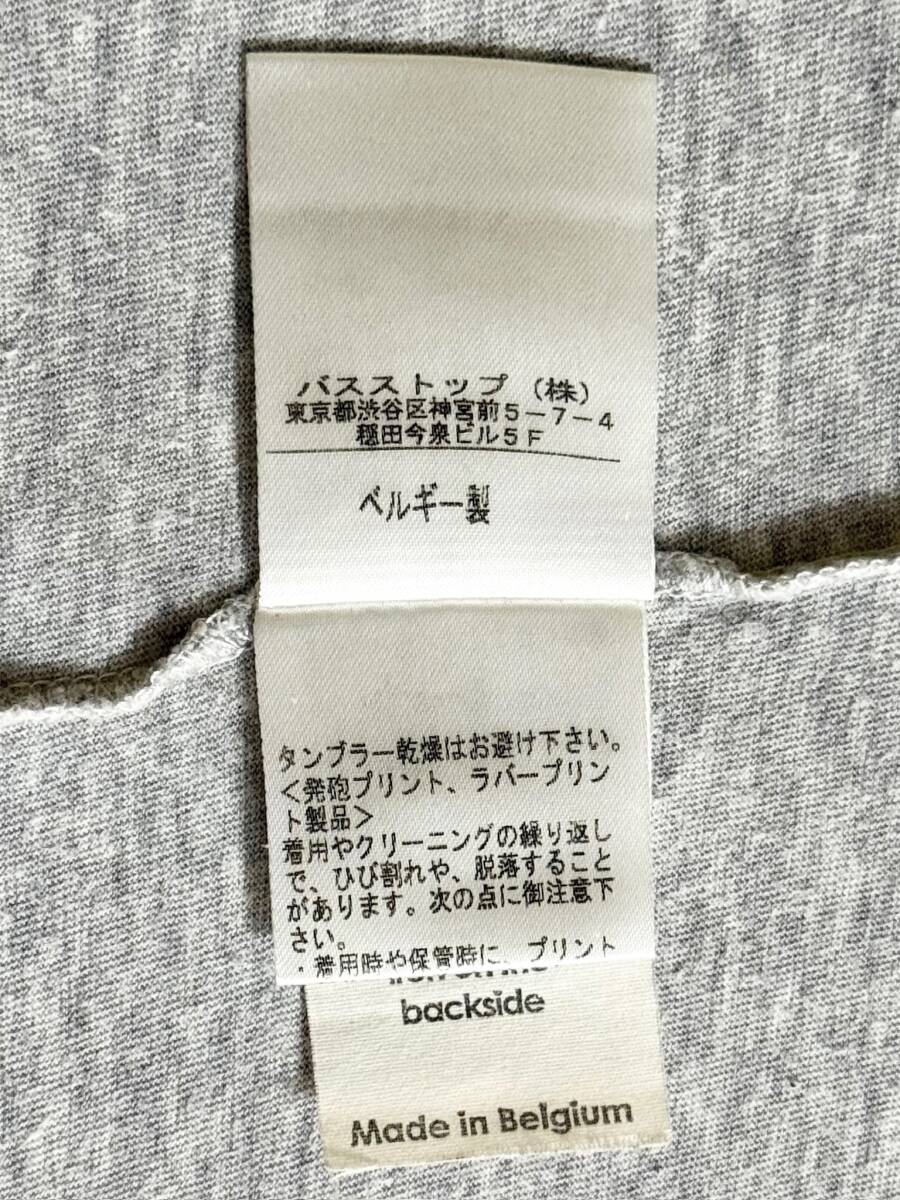 バスストップ (株)
東京都渋谷区神宮前5-7-4
穏田今泉ビル5F
ベルギー製
タンブラー乾燥はお避け下さい。
<発砲プリント、ラバープリン
ト製品>
着用やクリーニングの繰り返し
で、ひび割れや、脱落すること
があります。次の点に御注意下
さい。
・着用時や保管時に、プリント
backside
Made in Belgium